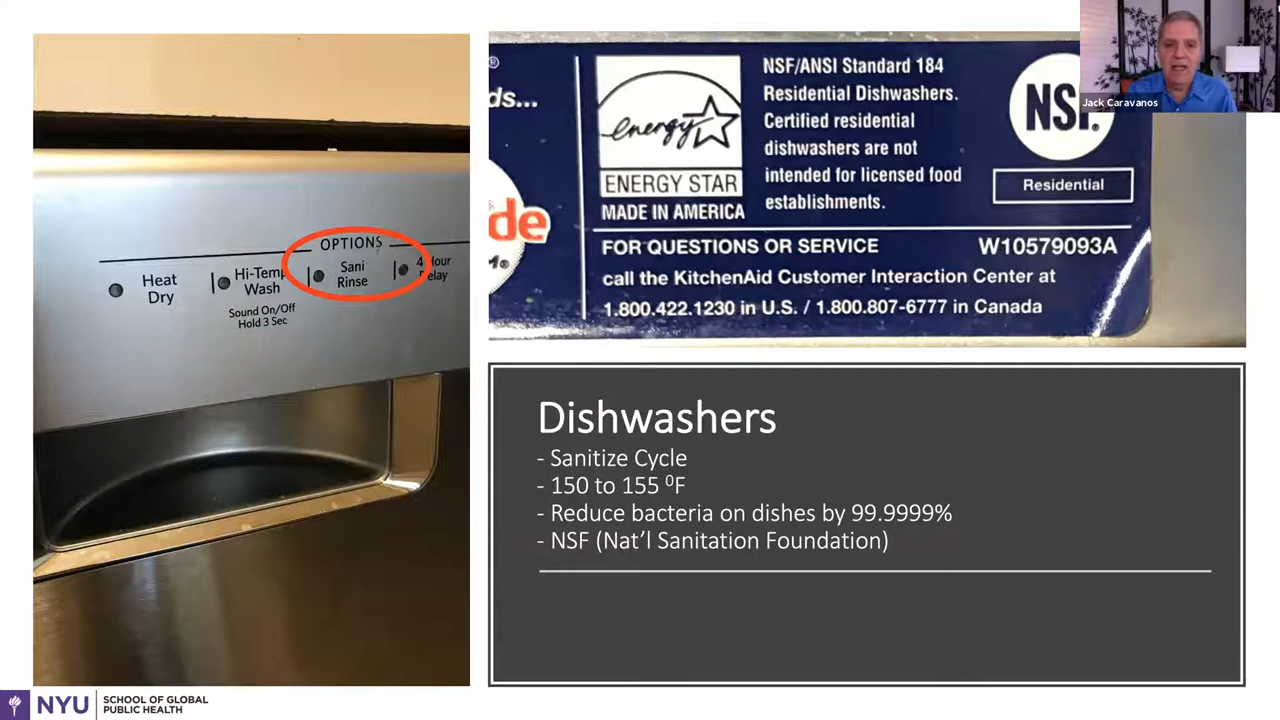 OPTIONS
Heat
Dry
Hi-Temp
Wash
Sound On/Off
Hold 3 Sec
Sani
Rinse
4 Hour
Delay
®
ds...
de
M®
energy
ENERGY STAR
MADE IN AMERICA
NSF/ANSI Standard 184
Residential Dishwashers.
Certified residential
dishwashers are not
intended for licensed food
establishments.
NSF.
Residential
FOR QUESTIONS OR SERVICE W10579093A
call the KitchenAid Customer Interaction Center at
1.800.422.1230 in U.S. / 1.800.807-6777 in Canada
Jack Caravanos
Dishwashers
- Sanitize Cycle
- 150 to 155 ⁰F
- Reduce bacteria on dishes by 99.9999%
- NSF (Nat’l Sanitation Foundation)
NYU SCHOOL OF GLOBAL
PUBLIC HEALTH